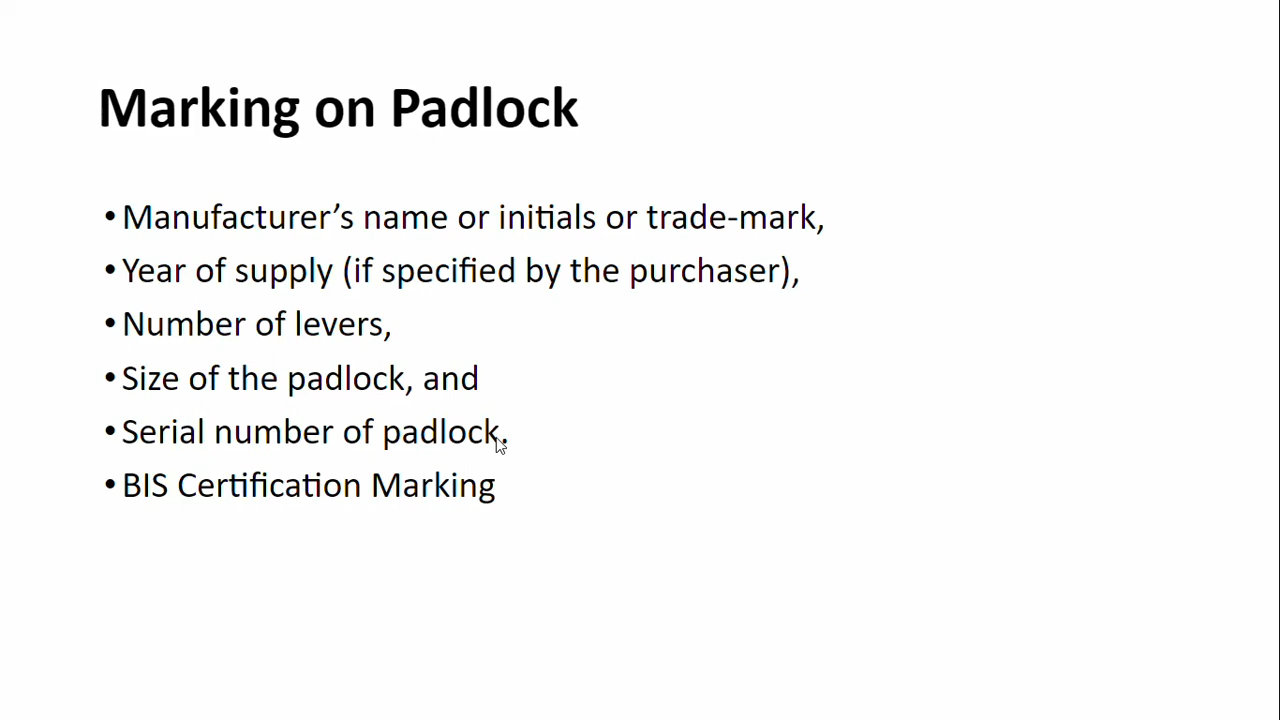 Marking on Padlock
• Manufacturer’s name or initials or trade-mark,
• Year of supply (if specified by the purchaser),
• Number of levers,
• Size of the padlock, and
• Serial number of padlock.
• BIS Certification Marking